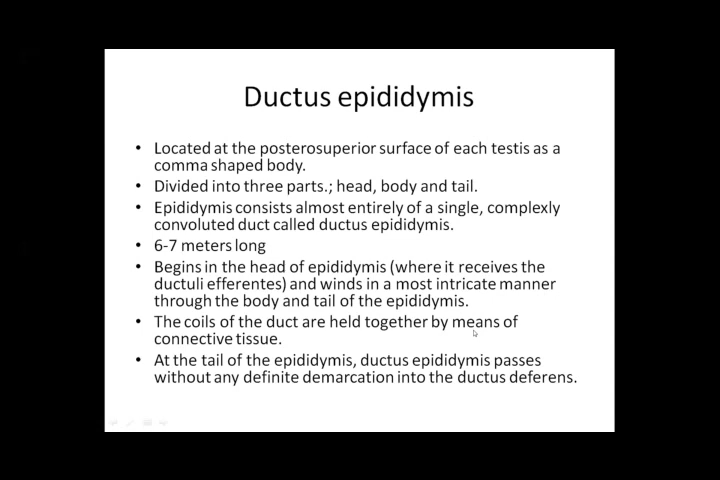 Ductus epididymis
• Located at the posterosuperior surface of each testis as a
comma shaped body.
• Divided into three parts.; head, body and tail.
• Epididymis consists almost entirely of a single, complexly
convoluted duct called ductus epididymis.
• 6-7 meters long
• Begins in the head of epididymis (where it receives the
ductuli efferentes) and winds in a most intricate manner
through the body and tail of the epididymis.
• The coils of the duct are held together by means of
connective tissue.
• At the tail of the epididymis, ductus epididymis passes
without any definite demarcation into the ductus deferens.